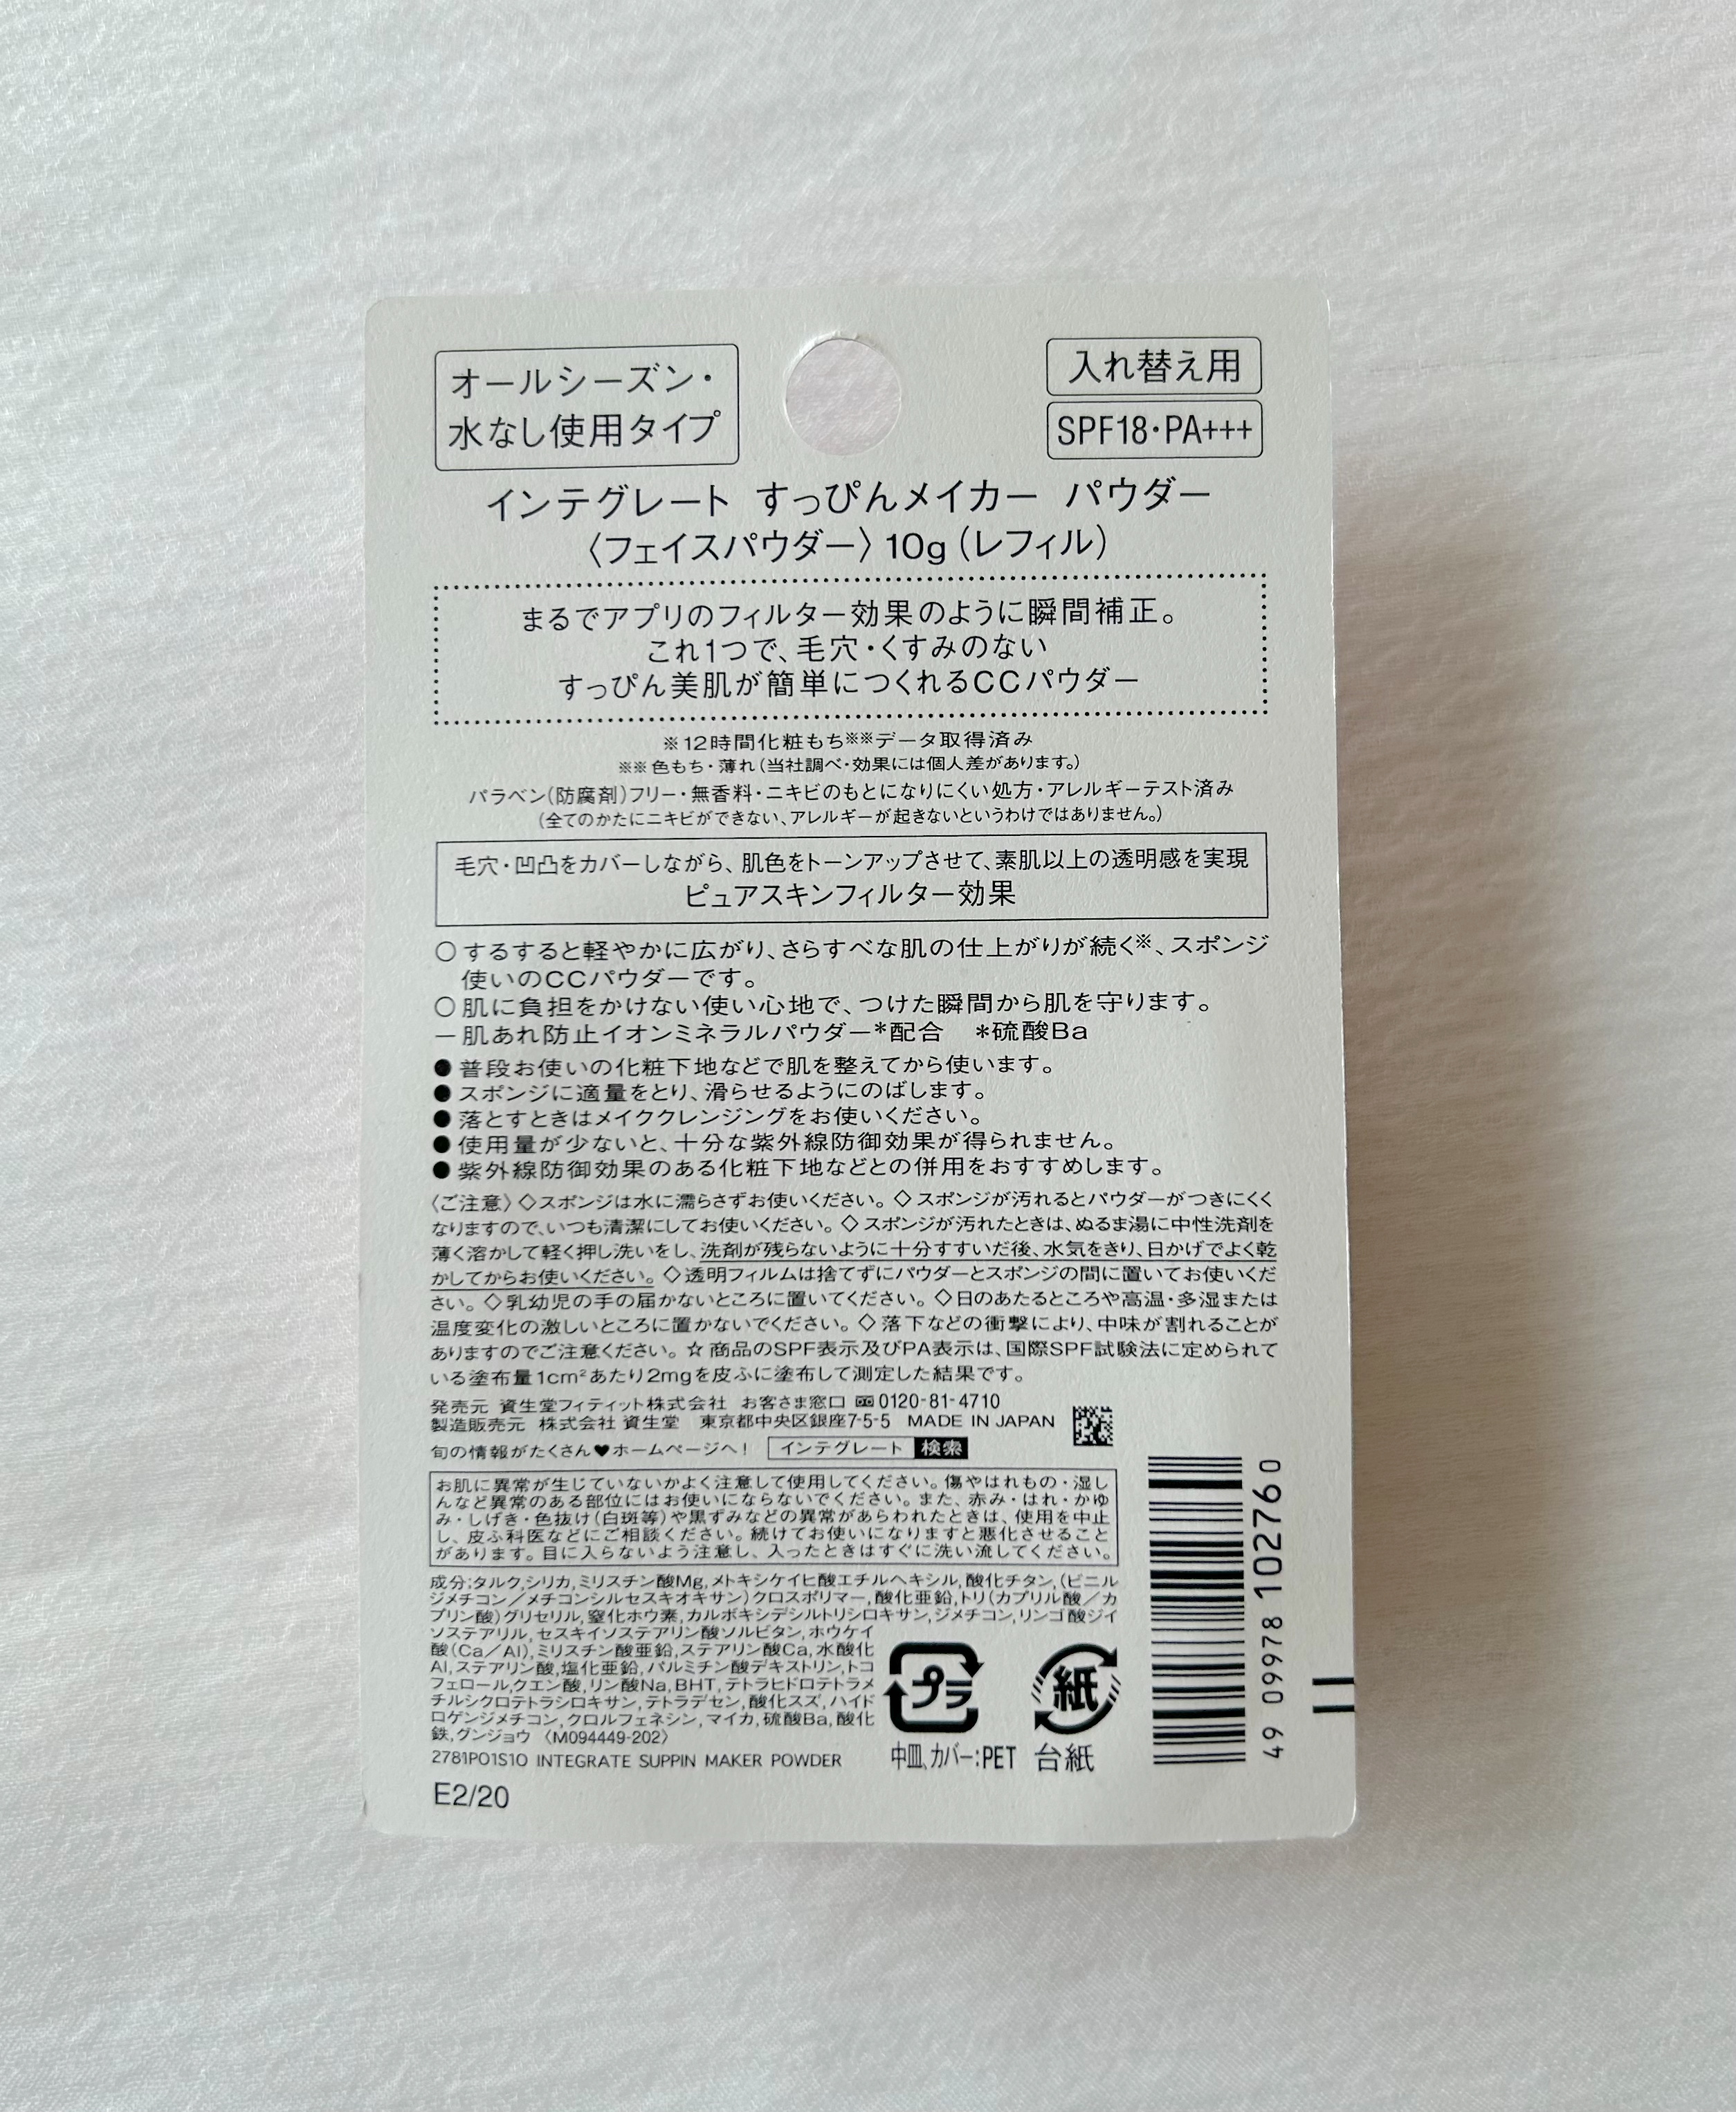 オールシーズン・
水なし使用タイプ
入れ替え用
SPF18・PA+++
インテグレート すっぴんメイカー パウダー
〈フェイスパウダー〉10g（レフィル）
まるでアプリのフィルター効果のように瞬間補正。
これ1つで、毛穴・くすみのない
すっぴん美肌が簡単につくれるCCパウダー
※12時間化粧もち※※データ取得済み
※※色もち・薄れ（当社調べ・効果には個人差があります。）
パラベン（防腐剤）フリー・無香料・ニキビのもとになりにくい処方・アレルギーテスト済み
（全てのかたにニキビができない、アレルギーが起きないというわけではありません。）
毛穴・凹凸をカバーしながら、肌色をトーンアップさせて、素肌以上の透明感を実現
ピュアスキンフィルター効果
○するすると軽やかに広がり、さらすべな肌の仕上がりが続く※、スポンジ
使いのCCパウダーです。
○肌に負担をかけない使い心地で、つけた瞬間から肌を守ります。
－肌あれ防止イオンミネラルパウダー*配合 *硫酸Ba
●普段お使いの化粧下地などで肌を整えてから使います。
●スポンジに適量をとり、滑らせるようにのばします。
●落とすときはメイククレンジングをお使いください。
●使用量が少ないと、十分な紫外線防御効果が得られません。
●紫外線防御効果のある化粧下地などとの併用をおすすめします。
〈ご注意〉◇スポンジは水に濡らさずお使いください。◇スポンジが汚れるとパウダーがつきにくく
なりますので、いつも清潔にしてお使いください。◇スポンジが汚れたときは、ぬるま湯に中性洗剤を
薄く溶かして軽く押し洗いをし、洗剤が残らないように十分すすいだ後、水気をきり、日かげでよく乾
かしてからお使いください。◇透明フィルムは捨てずにパウダーとスポンジの間に置いてお使いくだ
さい。◇乳幼児の手の届かないところに置いてください。◇日のあたるところや高温・多湿または
温度変化の激しいところに置かないでください。◇落下などの衝撃により、中味が割れることが
ありますのでご注意ください。☆商品のSPF表示及びPA表示は、国際SPF試験法に定められて
いる塗布量1cm²あたり2mgを皮ふに塗布して測定した結果です。
発売元 資生堂フィティット株式会社 お客さま窓口 0120-81-4710
製造販売元 株式会社 資生堂 東京都中央区銀座7-5-5 MADE IN JAPAN
旬の情報がたくさん♥ホームページへ！ インテグレート 検索
お肌に異常が生じていないかよく注意して使用してください。傷やはれもの・湿し
んなど異常のある部位にはお使いにならないでください。また、赤み・はれ・かゆ
み・しげき・色抜け（白斑等）や黒ずみなどの異常があらわれたときは、使用を中止
し、皮ふ科医などにご相談ください。続けてお使いになりますと悪化させること
があります。目に入らないよう注意し、入ったときはすぐに洗い流してください。
成分:タルク,シリカ,ミリスチン酸Mg,メトキシケイヒ酸エチルヘキシル,酸化チタン,(ビニル
ジメチコン／メチコンシルセスキオキサン)クロスポリマー,酸化亜鉛,トリ(カプリル酸／カ
プリン酸)グリセリル,窒化ホウ素,カルボキシデシルトリシロキサン,ジメチコン,リンゴ酸ジイ
ソステアリル,セスキイソステアリン酸ソルビタン,ホウケイ
酸(Ca／Al),ミリスチン酸亜鉛,ステアリン酸Ca,水酸化
Al,ステアリン酸,塩化亜鉛,パルミチン酸デキストリン,トコ
フェロール,クエン酸,リン酸Na,BHT,テトラヒドロテトラメ
チルシクロテトラシロキサン,テトラデセン,酸化スズ,ハイド
ロゲンジメチコン,クロルフェネシン,マイカ,硫酸Ba,酸化
鉄,グンジョウ〈M094449-202〉
2781P01S10 INTEGRATE SUPPIN MAKER POWDER
E2/20
プラ
中皿、カバー:PET
紙
台紙
49 09978 102760